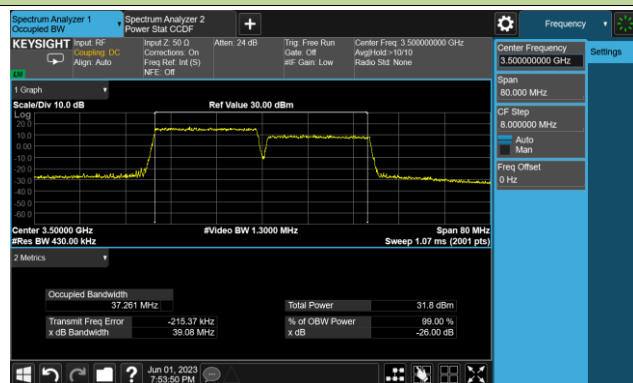 Spectrum Analyzer 1
Occupied BW
Spectrum Analyzer 2
Power Stat CCDF
+
Frequency
KEYSIGHT
Input: RF
Coupling: DC
Align: Auto
LM
Input Z: 50 Ω
Corrections: On
Freq Ref: Int (S)
NFE: Off
Atten: 24 dB
Trig: Free Run
Gate: Off
#IF Gain: Low
Center Freq: 3.500000000 GHz
Avg|Hold:>10/10
Radio Std: None
Center Frequency
3.500000000 GHz
Settings
Span
80.000 MHz
CF Step
8.000000 MHz
Auto
Man
Freq Offset
0 Hz
1 Graph
Scale/Div 10.0 dB
Ref Value 30.00 dBm
Log
20.0
10.0
0.00
-10.0
-20.0
-30.0
-40.0
-50.0
-60.0
Center 3.50000 GHz
#Video BW 1.3000 MHz
Span 80 MHz
#Res BW 430.00 kHz
Sweep 1.07 ms (2001 pts)
2 Metrics
Occupied Bandwidth
37.261 MHz
Total Power
31.8 dBm
Transmit Freq Error
-215.37 kHz
% of OBW Power
99.00 %
x dB Bandwidth
39.08 MHz
x dB
-26.00 dB
?
Jun 01, 2023
7:53:50 PM